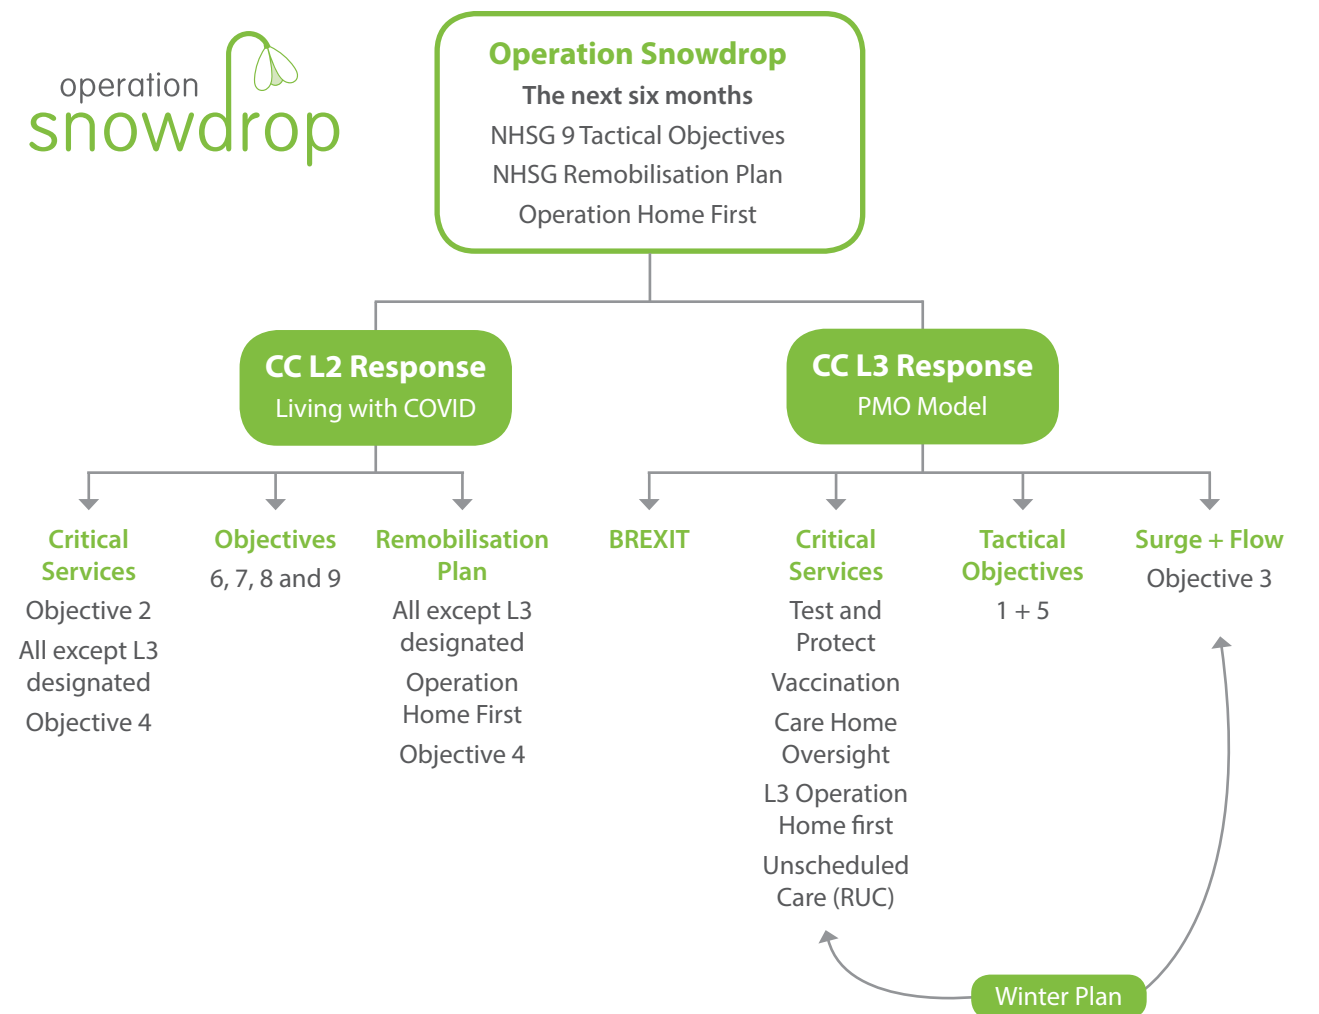 operation
snowdrop
Operation Snowdrop
The next six months
NHSG 9 Tactical Objectives
NHSG Remobilisation Plan
Operation Home First
CC L2 Response
Living with COVID
CC L3 Response
PMO Model
Critical
Services
Objective 2
All except L3
designated
Objective 4
Objectives
6, 7, 8 and 9
Remobilisation
Plan
All except L3
designated
Operation
Home First
Objective 4
BREXIT
Critical
Services
Test and
Protect
Vaccination
Care Home
Oversight
L3 Operation
Home first
Unscheduled
Care (RUC)
Tactical
Objectives
1 + 5
Surge + Flow
Objective 3
Winter Plan